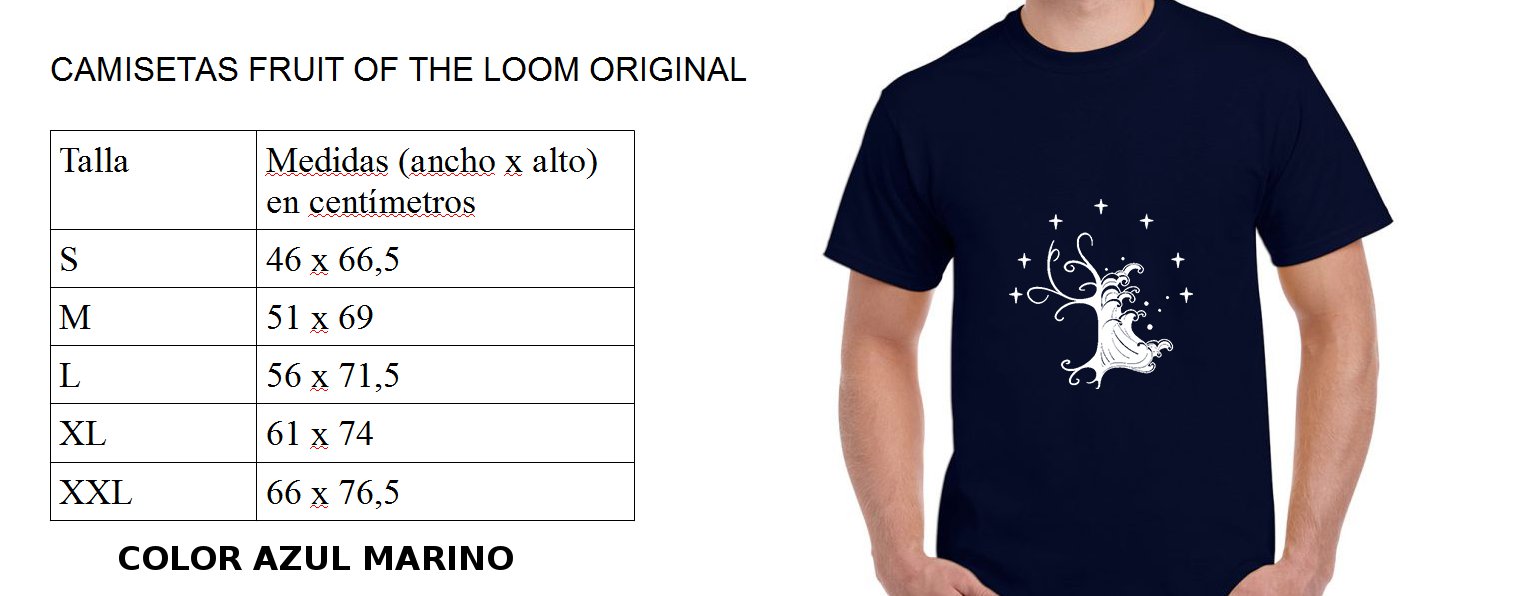 CAMISETAS FRUIT OF THE LOOM ORIGINAL
Talla Medidas (ancho x alto)
en centímetros
S 46 x 66,5
M 51 x 69
L 56 x 71,5
XL 61 x 74
XXL 66 x 76,5
COLOR AZUL MARINO